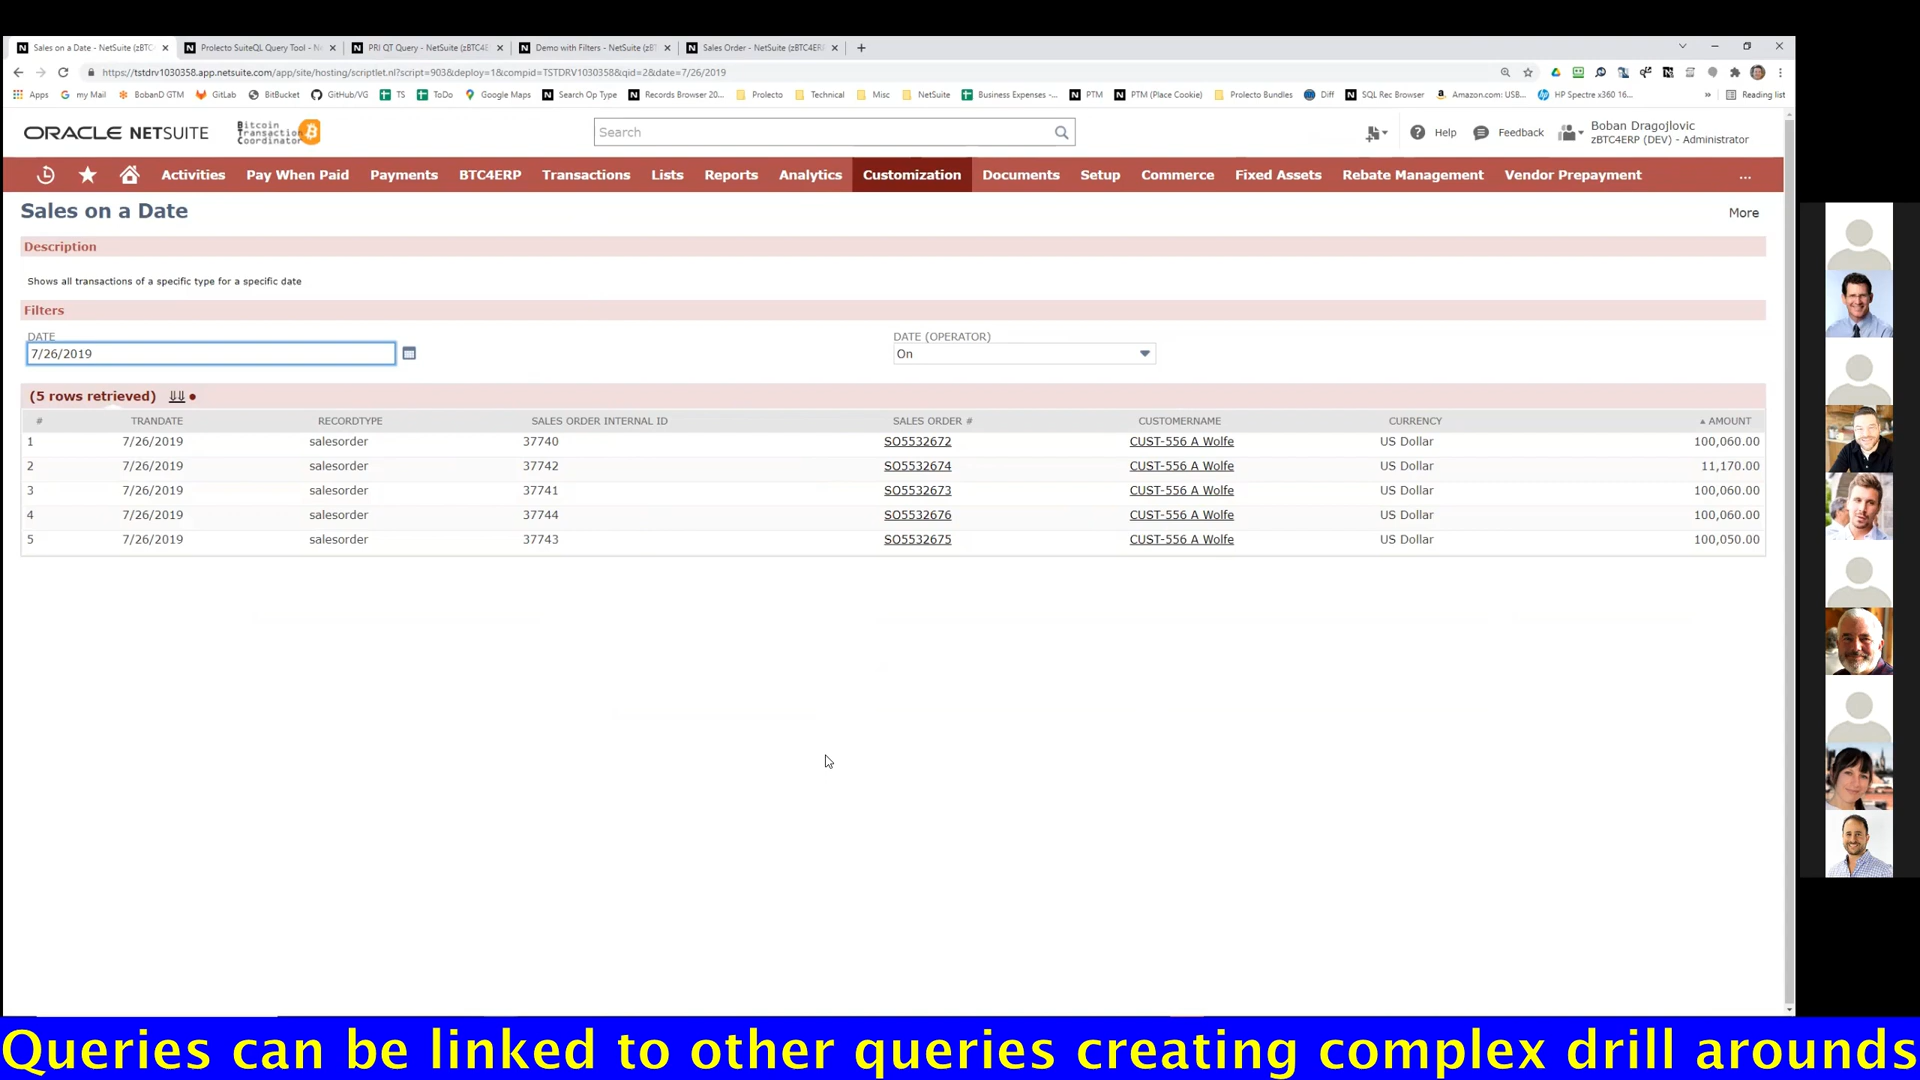 Sales on a Date - NetSuite (zBTC Prolecto SuiteQL Query Tool - N PRI QT Query - NetSuite (zBTC4E Demo with Filters - NetSuite (zBT Sales Order - NetSuite (zBTC4ERP
https://tstdrv1030358.app.netsuite.com/app/site/hosting/scriptlet.nl?script=903&deploy=1&compid=TSTDRV1030358&qid=2&date=7/26/2019
Apps my Mail BobanD GTM GitLab BitBucket GitHub/VG TS ToDo Google Maps Search Op Type Records Browser 20... Prolecto Technical Misc NetSuite Business Expenses -... PTM PTM (Place Cookie) Prolecto Bundles Diff SQL Rec Browser Amazon.com: USB... HP Spectre x360 15... » Reading list
ORACLE NETSUITE Bitcoin Transaction Coordinator Search Help Feedback Boban Dragojlovic
zBTC4ERP (DEV) - Administrator
Activities Pay When Paid Payments BTC4ERP Transactions Lists Reports Analytics Customization Documents Setup Commerce Fixed Assets Rebate Management Vendor Prepayment ...
Sales on a Date More
Description
Shows all transactions of a specific type for a specific date
Filters
DATE DATE (OPERATOR)
7/26/2019 On
(5 rows retrieved)
# TRANDATE RECORDTYPE SALES ORDER INTERNAL ID SALES ORDER # CUSTOMERNAME CURRENCY AMOUNT
1 7/26/2019 salesorder 37740 SO5532672 CUST-556 A Wolfe US Dollar 100,060.00
2 7/26/2019 salesorder 37742 SO5532674 CUST-556 A Wolfe US Dollar 11,170.00
3 7/26/2019 salesorder 37741 SO5532673 CUST-556 A Wolfe US Dollar 100,060.00
4 7/26/2019 salesorder 37744 SO5532676 CUST-556 A Wolfe US Dollar 100,060.00
5 7/26/2019 salesorder 37743 SO5532675 CUST-556 A Wolfe US Dollar 100,050.00
Queries can be linked to other queries creating complex drill arounds